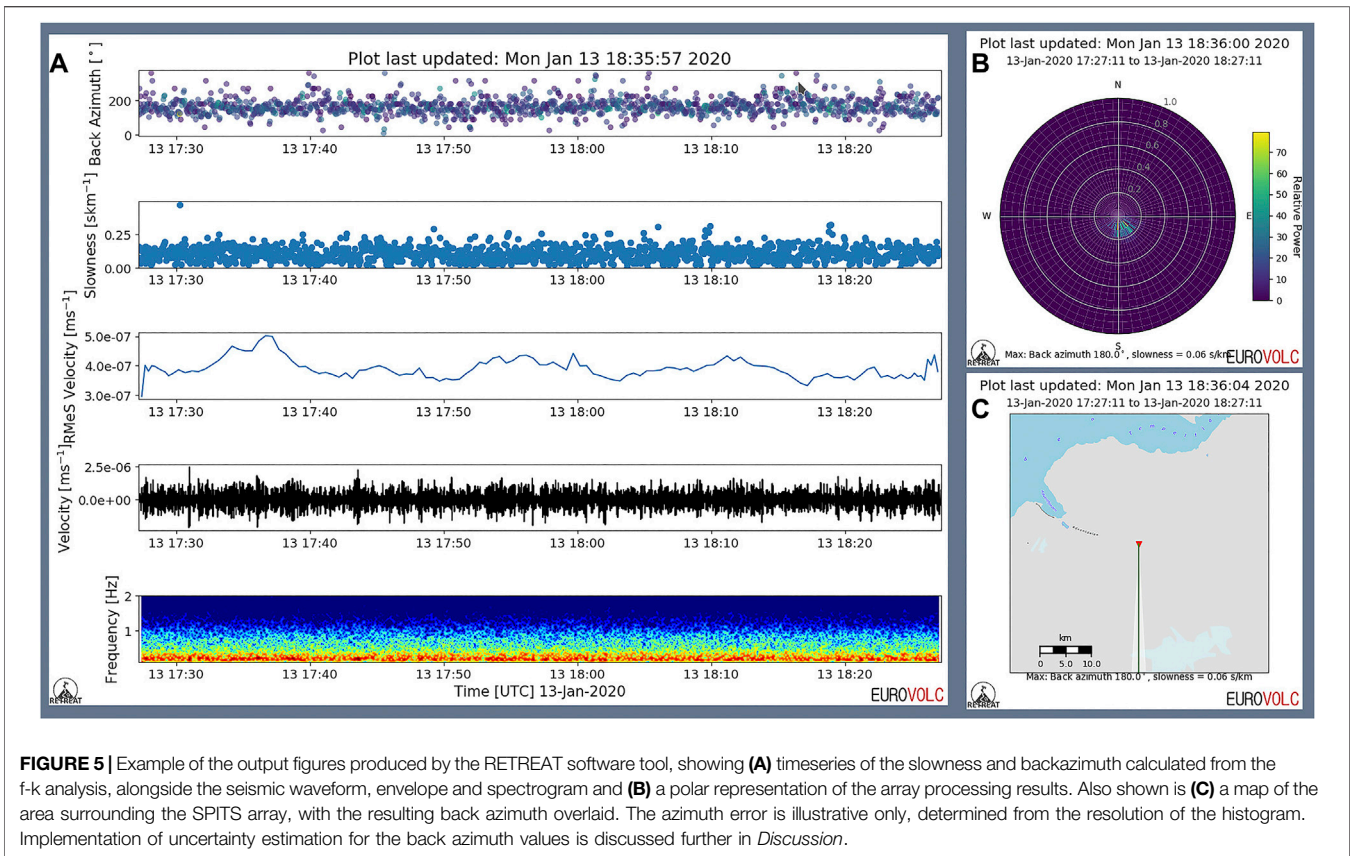 A
Plot last updated: Mon Jan 13 18:35:57 2020
Back Azimuth [°]
200
0
13 17:30 13 17:40 13 17:50 13 18:00 13 18:10 13 18:20
Slowness [skm⁻¹]
0.25
0.00
13 17:30 13 17:40 13 17:50 13 18:00 13 18:10 13 18:20
RMeS Velocity [ms⁻¹]
5.0e-07
4.0e-07
3.0e-07
13 17:30 13 17:40 13 17:50 13 18:00 13 18:10 13 18:20
Velocity [ms⁻¹]
2.5e-06
0.0e+00
13 17:30 13 17:40 13 17:50 13 18:00 13 18:10 13 18:20
Frequency [Hz]
2
1
13 17:30 13 17:40 13 17:50 13 18:00 13 18:10 13 18:20
Time [UTC] 13-Jan-2020
RETREAT
EUROVOLC
Plot last updated: Mon Jan 13 18:36:00 2020
B
13-Jan-2020 17:27:11 to 13-Jan-2020 18:27:11
N
1.0
0.8
0.6
0.4
0.2
W
E
S
70
60
50
40
30
20
10
0
Relative Power
Max: Back azimuth 180.0°, slowness = 0.06 s/km
RETREAT
EUROVOLC
Plot last updated: Mon Jan 13 18:36:04 2020
C
13-Jan-2020 17:27:11 to 13-Jan-2020 18:27:11
km
0 5.0 10.0
Max: Back azimuth 180.0°, slowness = 0.06 s/km
RETREAT
EUROVOLC
FIGURE 5 | Example of the output figures produced by the RETREAT software tool, showing (A) timeseries of the slowness and backazimuth calculated from the
f-k analysis, alongside the seismic waveform, envelope and spectrogram and (B) a polar representation of the array processing results. Also shown is (C) a map of the
area surrounding the SPITS array, with the resulting back azimuth overlaid. The azimuth error is illustrative only, determined from the resolution of the histogram.
Implementation of uncertainty estimation for the back azimuth values is discussed further in Discussion.